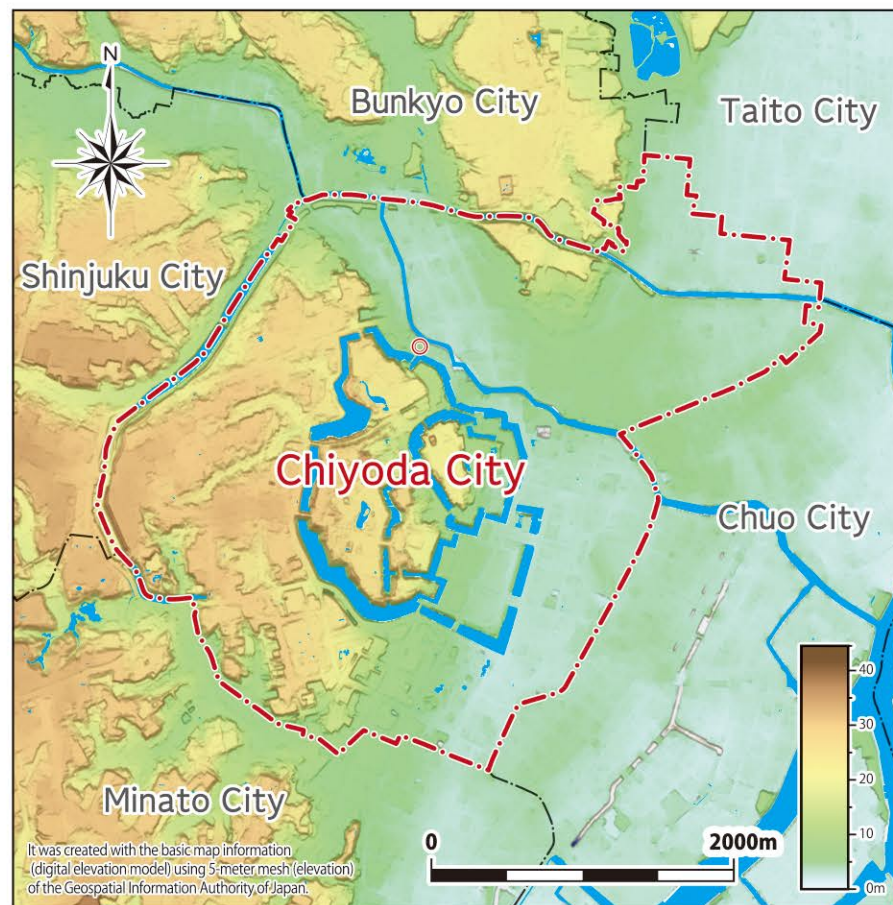 N
Bunkyo City
Taito City
Shinjuku City
Chiyoda City
Chuo City
Minato City
40
30
20
10
0m
0
2000m
It was created with the basic map information
(digital elevation model) using 5-meter mesh (elevation)
of the Geospatial Information Authority of Japan.